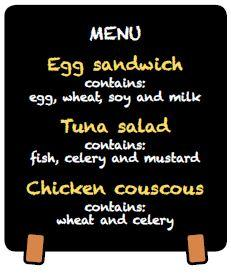 MENU
Egg sandwich
contains:
egg, wheat, soy and milk
Tuna salad
contains:
fish, celery and mustard
Chicken couscous
contains:
wheat and celery